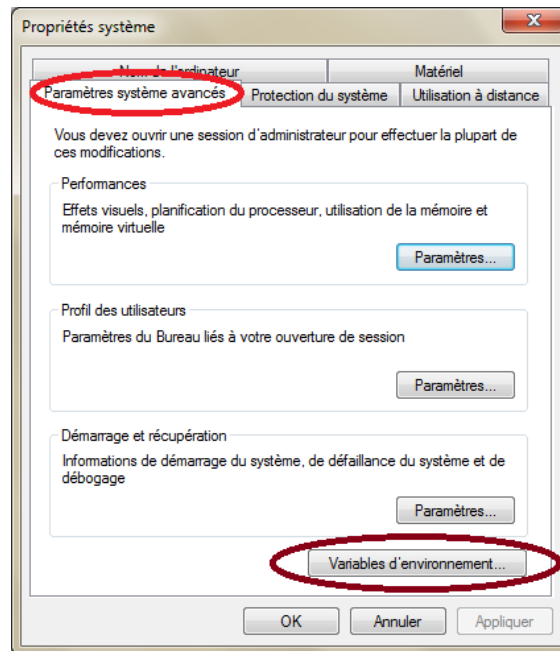 Propriétés système
Nom de l'ordinateur
Matériel
Paramètres système avancés
Protection du système
Utilisation à distance
Vous devez ouvrir une session d'administrateur pour effectuer la plupart de
ces modifications.
Performances
Effets visuels, planification du processeur, utilisation de la mémoire et
mémoire virtuelle
Paramètres...
Profil des utilisateurs
Paramètres du Bureau liés à votre ouverture de session
Paramètres...
Démarrage et récupération
Informations de démarrage du système, de défaillance du système et de
débogage
Paramètres...
Variables d'environnement...
OK
Annuler
Appliquer